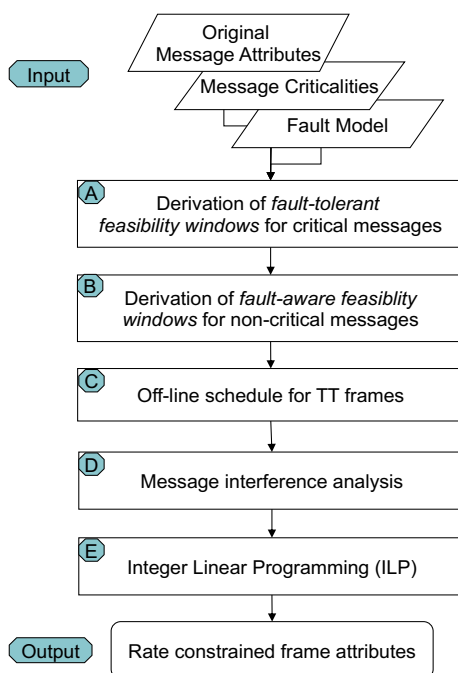 Original
Message Attributes
Input
Message Criticalities
Fault Model
A
Derivation of fault-tolerant
feasibility windows for critical messages
B
Derivation of fault-aware feasiblity
windows for non-critical messages
C
Off-line schedule for TT frames
D
Message interference analysis
E
Integer Linear Programming (ILP)
Output
Rate constrained frame attributes